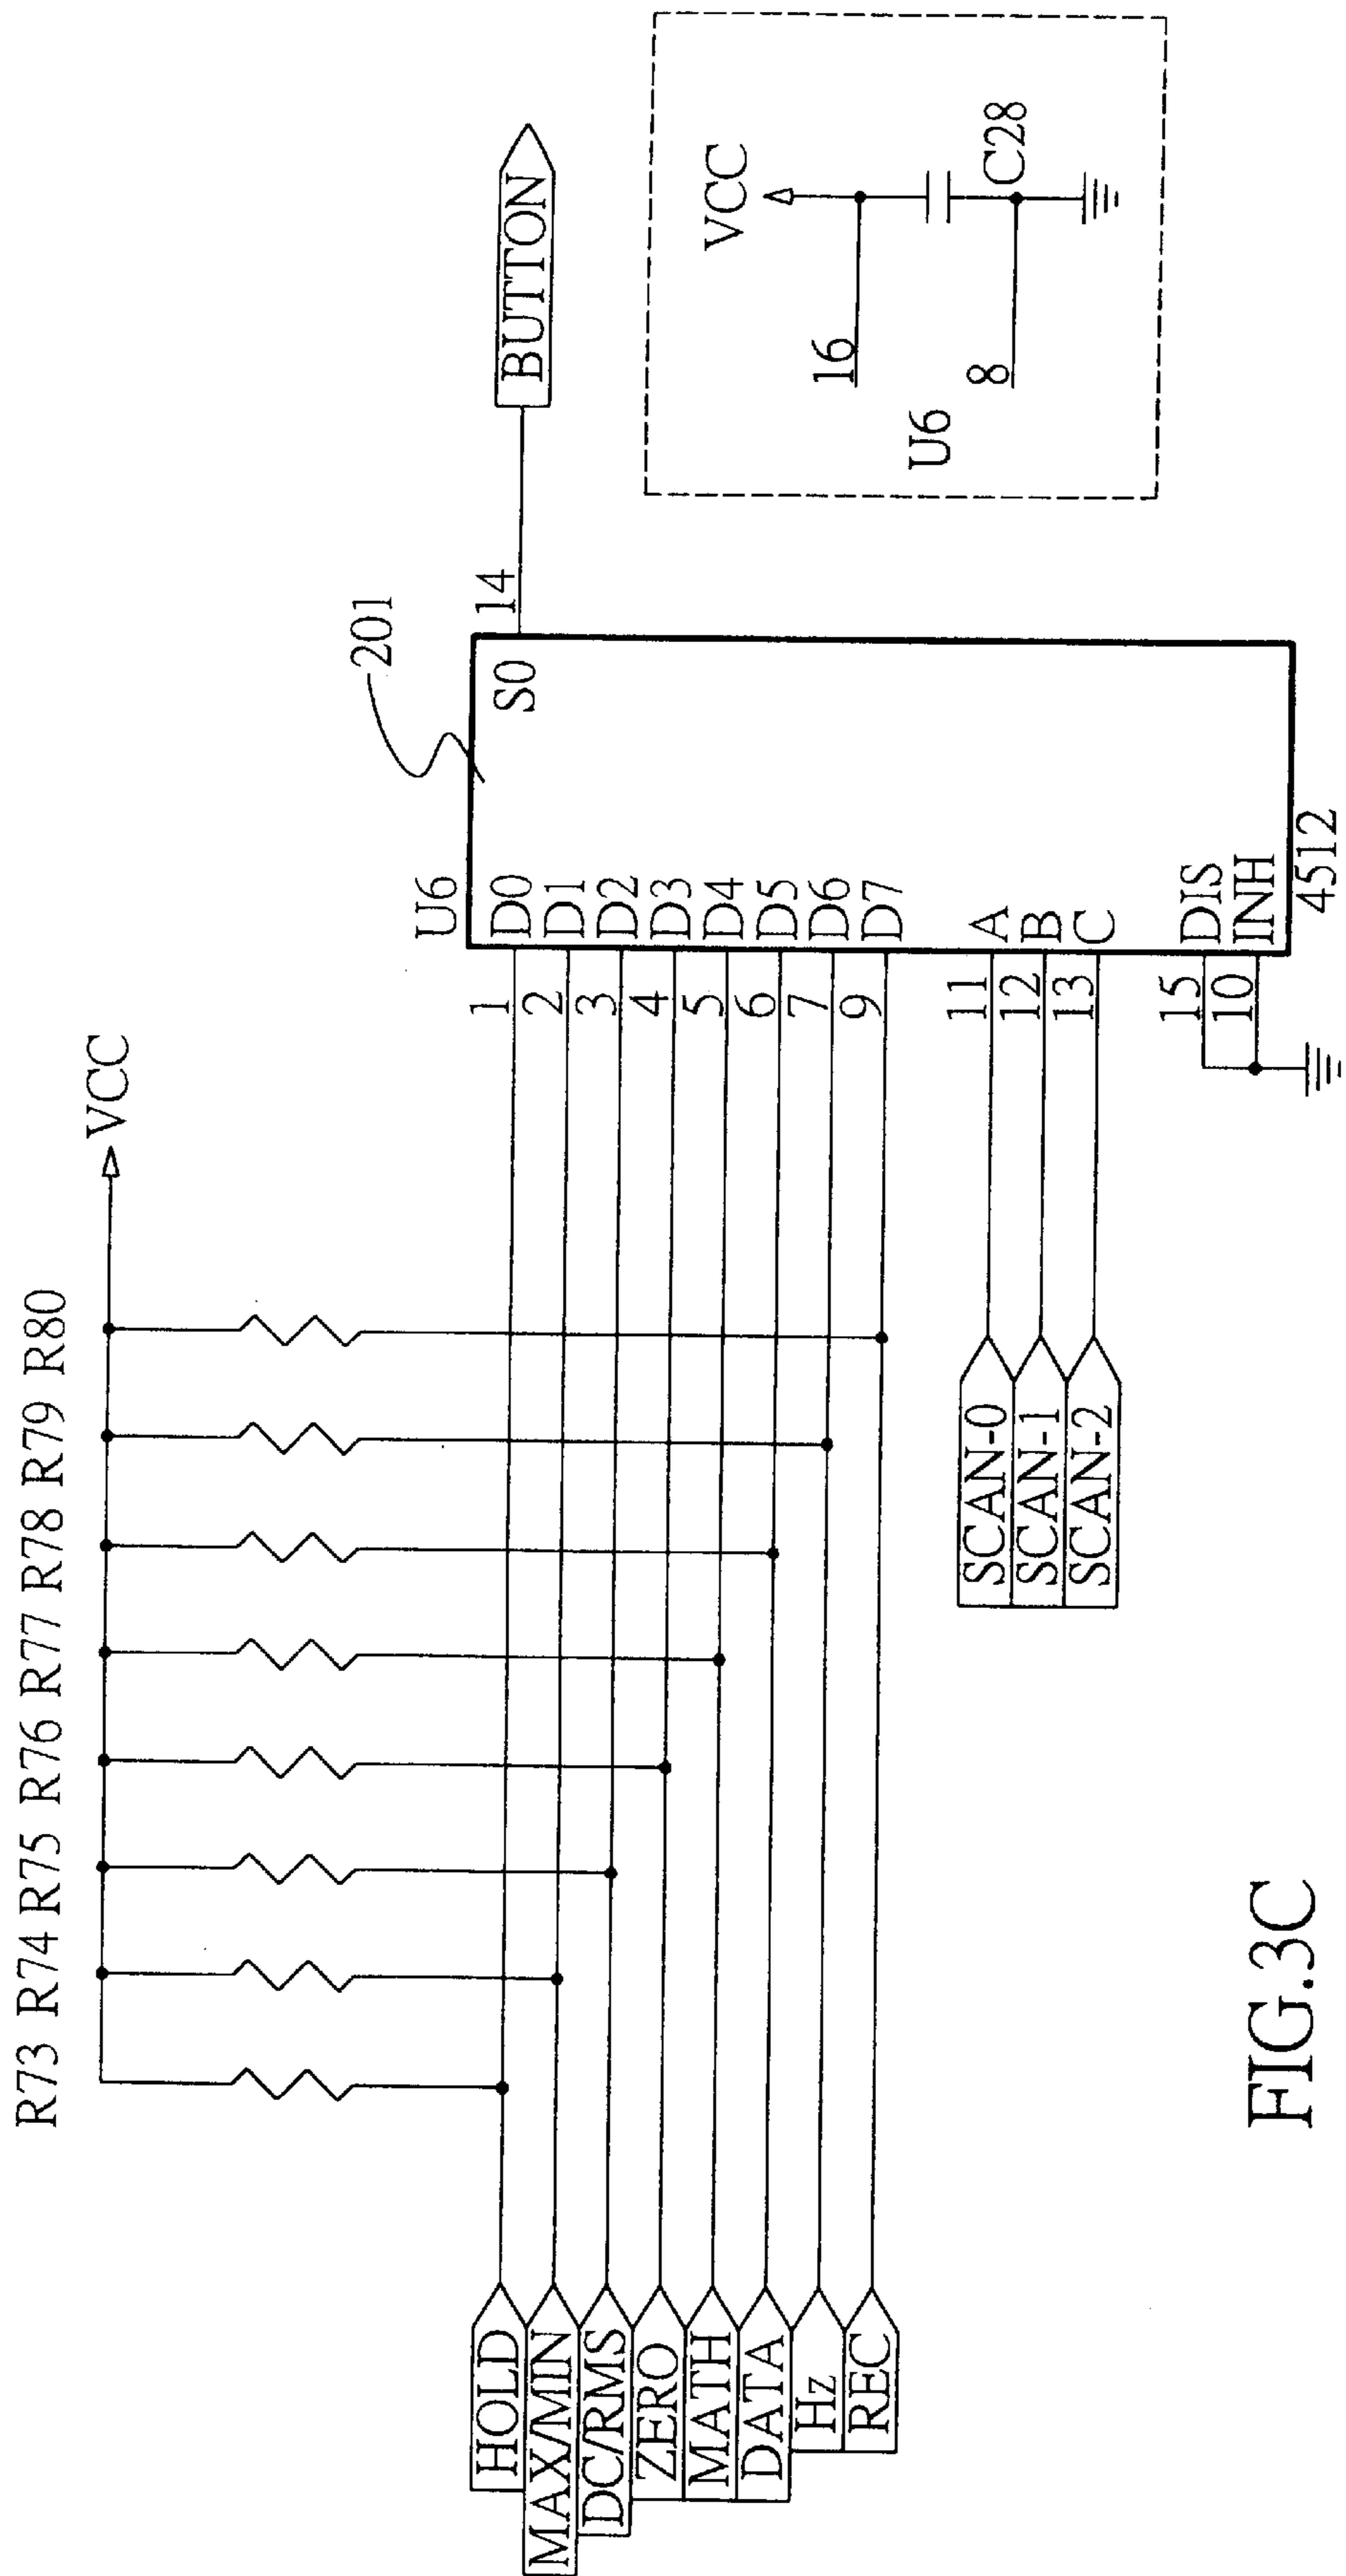 R73 R74 R75 R76 R77 R78 R79 R80
VCC
HOLD
MAX/MIN
DC/RMS
ZERO
MATH
DATA
Hz
REC
SCAN-0
SCAN-1
SCAN-2
1
2
3
4
5
6
7
9
11
12
13
15
10
U6
201
D0
D1
D2
D3
D4
D5
D6
D7
A
B
C
DIS
INH
S0
4512
14
BUTTON
VCC
16
U6
8
C28
FIG.3C